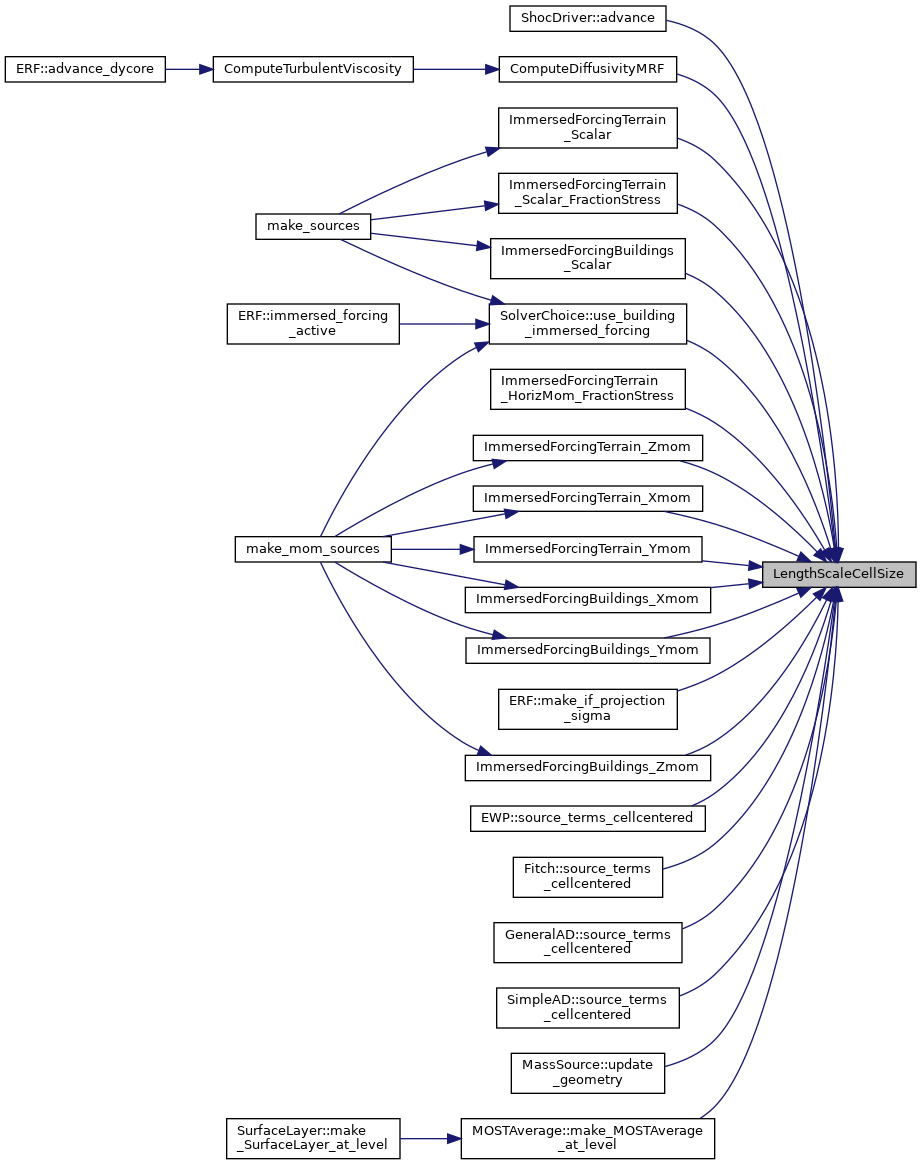 ShocDriver::advance
ERF::advance_dycore
ComputeTurbulentViscosity
ComputeDiffusivityMRF
ImmersedForcingTerrain
_Scalar
ImmersedForcingTerrain
_Scalar_FractionStress
make_sources
ImmersedForcingBuildings
_Scalar
ERF::immersed_forcing
_active
SolverChoice::use_building
_immersed_forcing
ImmersedForcingTerrain
_HorizMom_FractionStress
ImmersedForcingTerrain_Zmom
ImmersedForcingTerrain_Xmom
make_mom_sources
ImmersedForcingTerrain_Ymom
LengthScaleCellSize
ImmersedForcingBuildings_Xmom
ImmersedForcingBuildings_Ymom
ERF::make_if_projection
_sigma
ImmersedForcingBuildings_Zmom
EWP::source_terms_cellcentered
Fitch::source_terms
_cellcentered
GeneralAD::source_terms
_cellcentered
SimpleAD::source_terms
_cellcentered
MassSource::update
_geometry
SurfaceLayer::make
_SurfaceLayer_at_level
MOSTAverage::make_MOSTAverage
_at_level